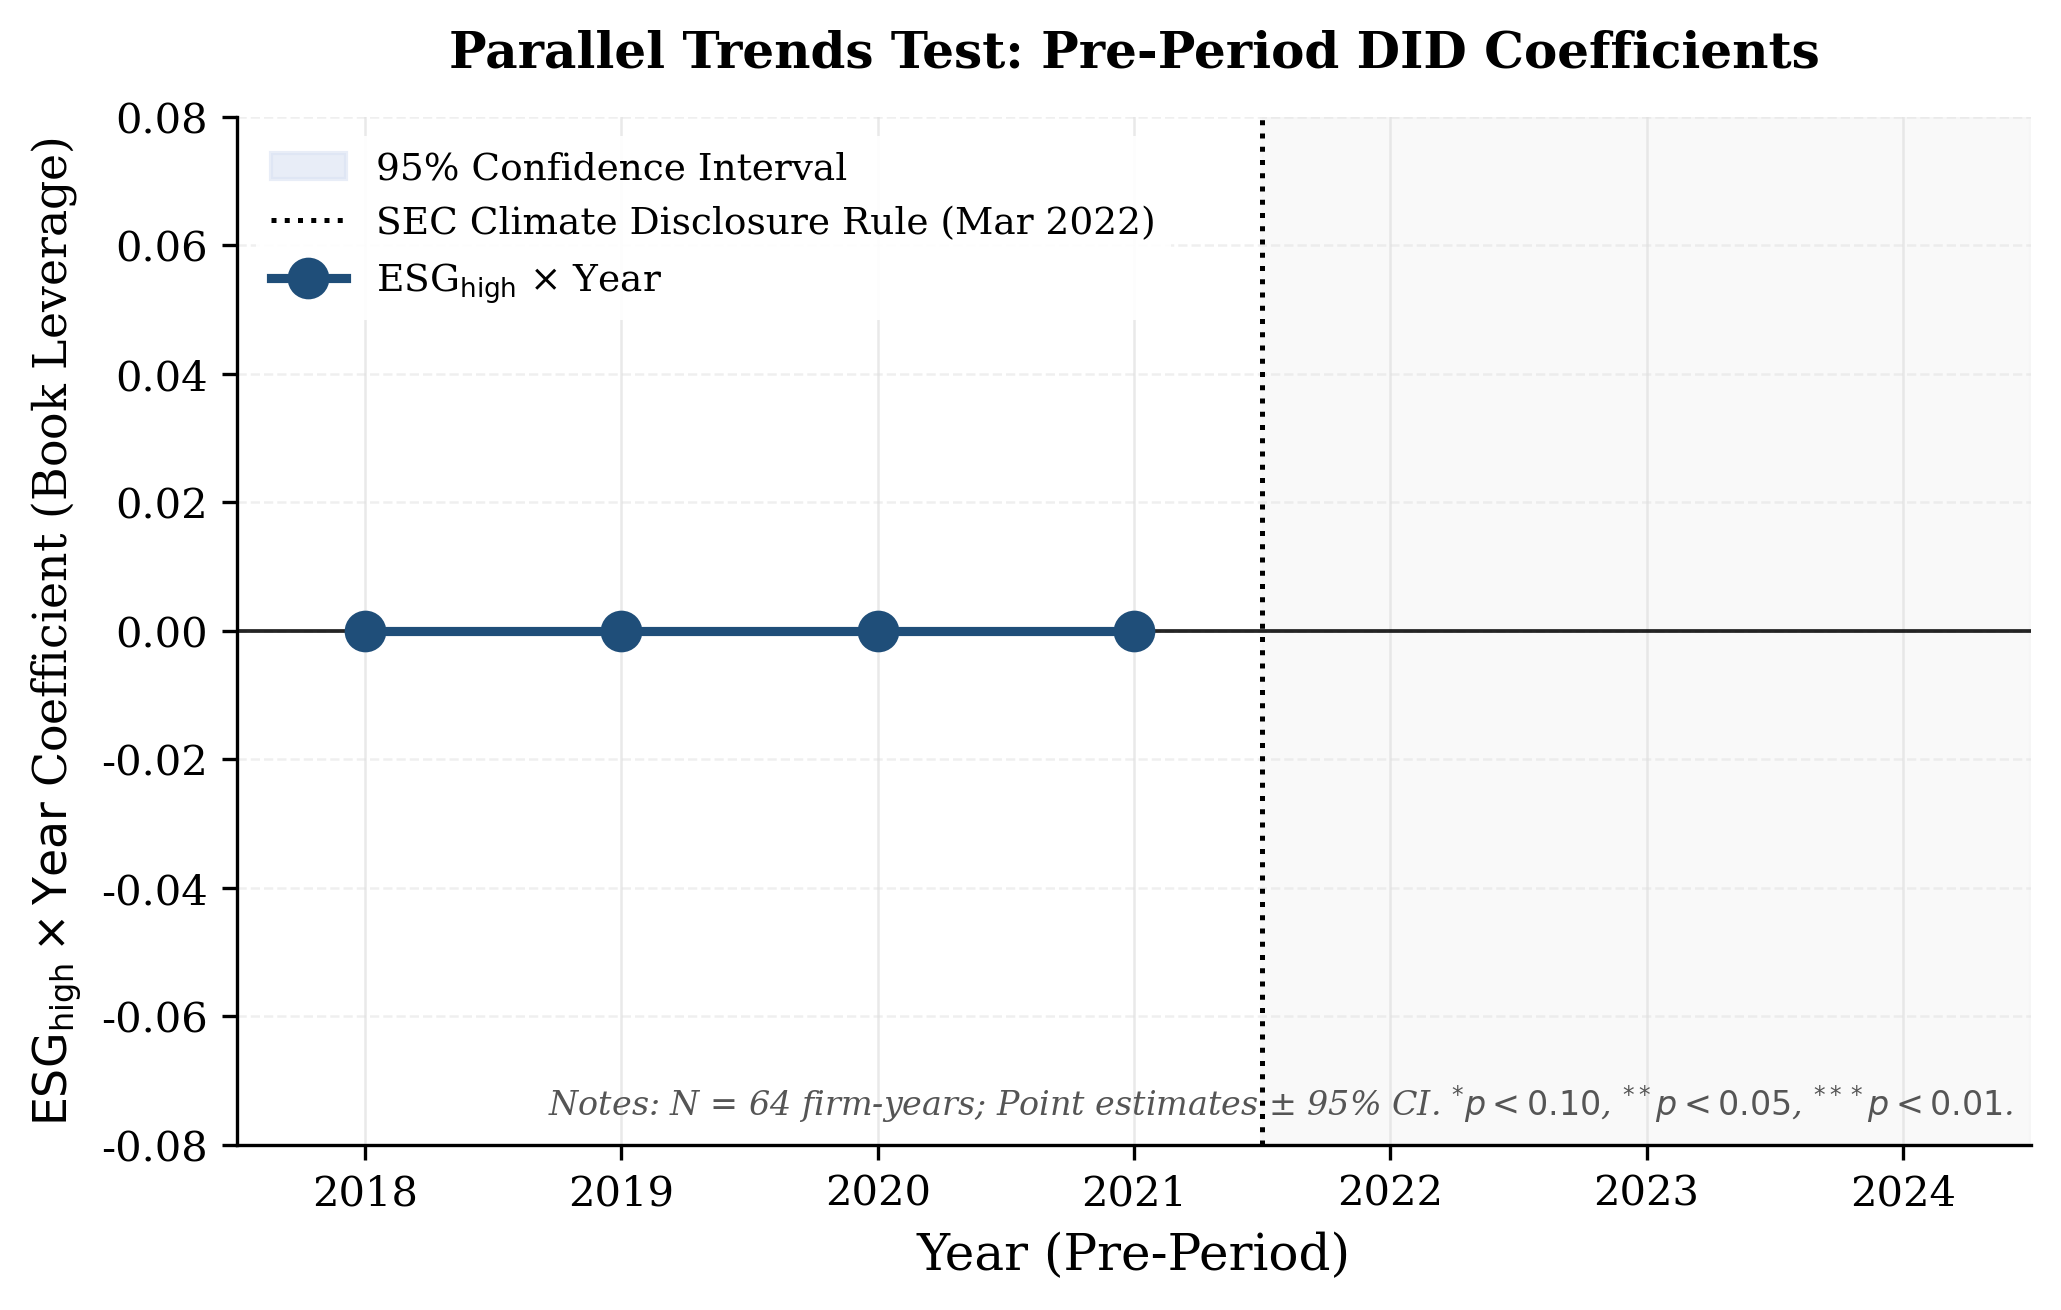 Parallel Trends Test: Pre-Period DID Coefficients
ESG_high × Year Coefficient (Book Leverage)
0.08
0.06
0.04
0.02
0.00
-0.02
-0.04
-0.06
-0.08
95% Confidence Interval
SEC Climate Disclosure Rule (Mar 2022)
ESG_high × Year
Notes: N = 64 firm-years; Point estimates ± 95% CI. *p < 0.10, **p < 0.05, ***p < 0.01.
2018 2019 2020 2021 2022 2023 2024
Year (Pre-Period)